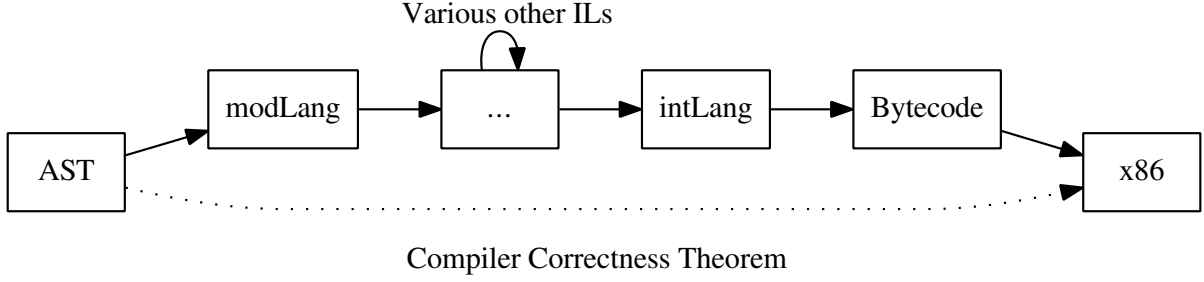 Various other ILs
modLang
...
intLang
Bytecode
AST
x86
Compiler Correctness Theorem